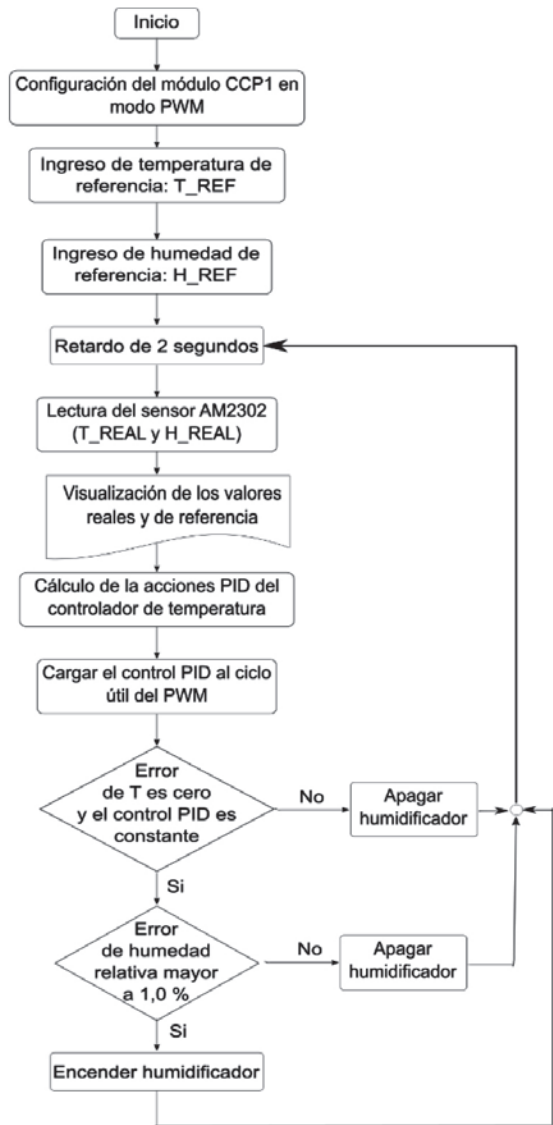 Inicio
Configuración del módulo CCP1 en
modo PWM
Ingreso de temperatura de
referencia: T_REF
Ingreso de humedad de
referencia: H_REF
Retardo de 2 segundos
Lectura del sensor AM2302
(T_REAL y H_REAL)
Visualización de los valores
reales y de referencia
Cálculo de la acciones PID del
controlador de temperatura
Cargar el control PID al ciclo
útil del PWM
Error
de T es cero
y el control PID es
constante
No
Apagar
humidificador
Si
Error
de humedad
relativa mayor
a 1,0 %
No
Apagar
humidificador
Si
Encender humidificador